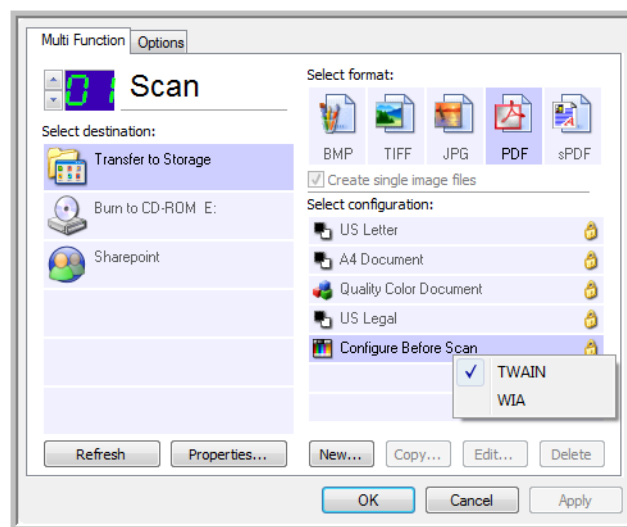 Multi Function Options
01 Scan
Select destination:
Transfer to Storage
Burn to CD-ROM E:
Sharepoint
Refresh Properties...
Select format:
BMP TIFF JPG PDF sPDF
Create single image files
Select configuration:
US Letter
A4 Document
Quality Color Document
US Legal
Configure Before Scan
TWAIN
WIA
New... Copy... Edit... Delete
OK Cancel Apply